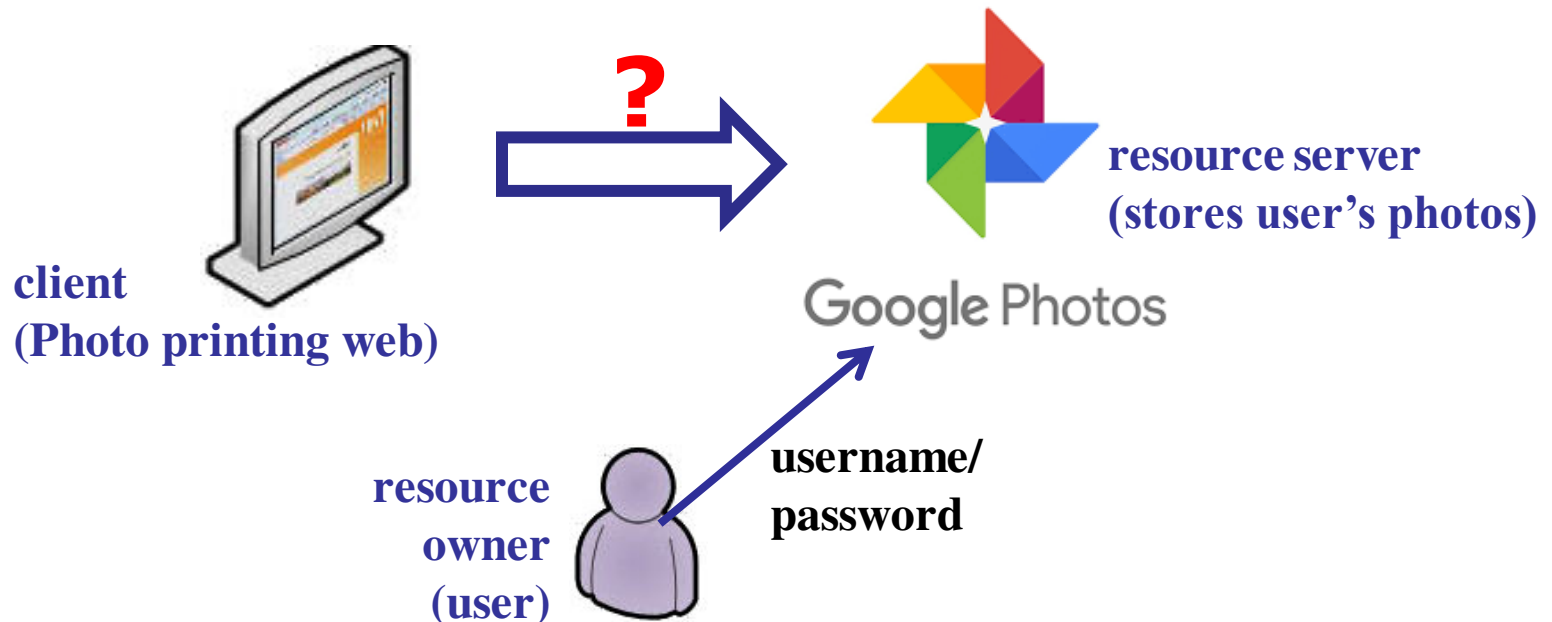 ?
resource server
(stores user’s photos)
client
(Photo printing web)
Google Photos
username/
password
resource
owner
(user)